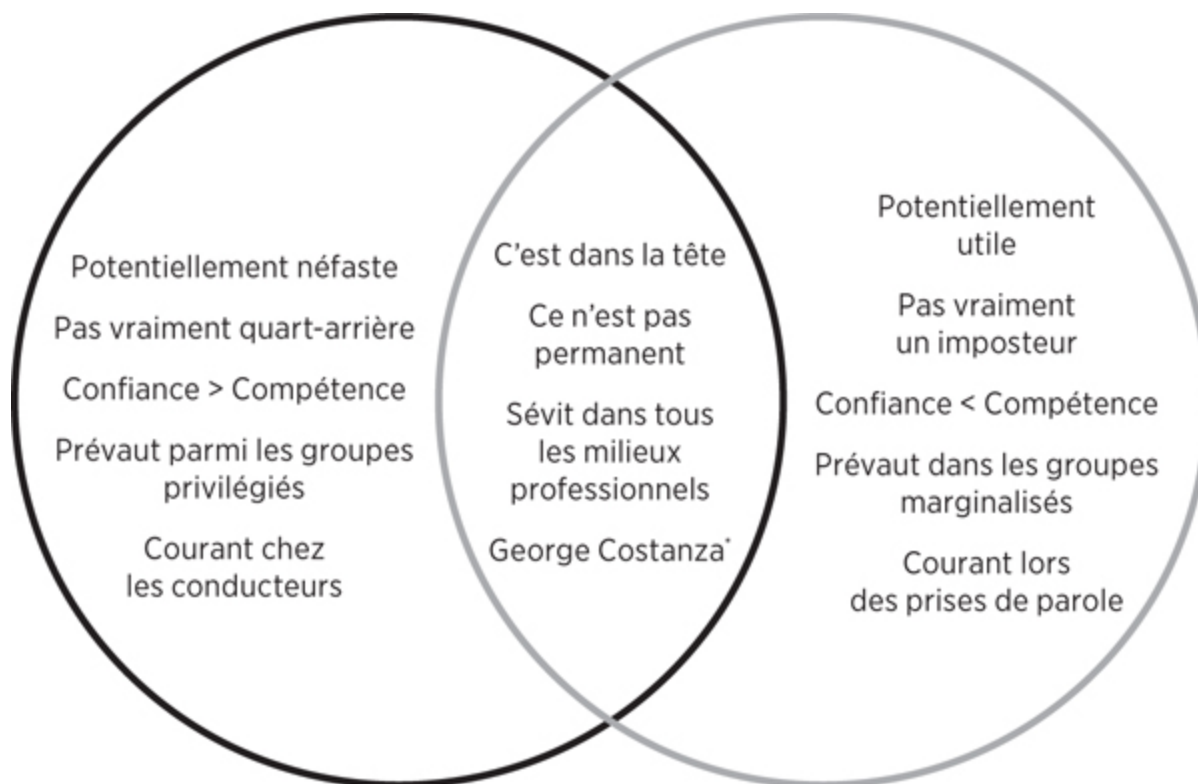 Potentiellement néfaste
Pas vraiment quart-arrière
Confiance > Compétence
Prévaut parmi les groupes
privilégiés
Courant chez
les conducteurs
C’est dans la tête
Ce n’est pas
permanent
Sévit dans tous
les milieux
professionnels
George Costanza*
Potentiellement
utile
Pas vraiment
un imposteur
Confiance < Compétence
Prévaut dans les groupes
marginalisés
Courant lors
des prises de parole